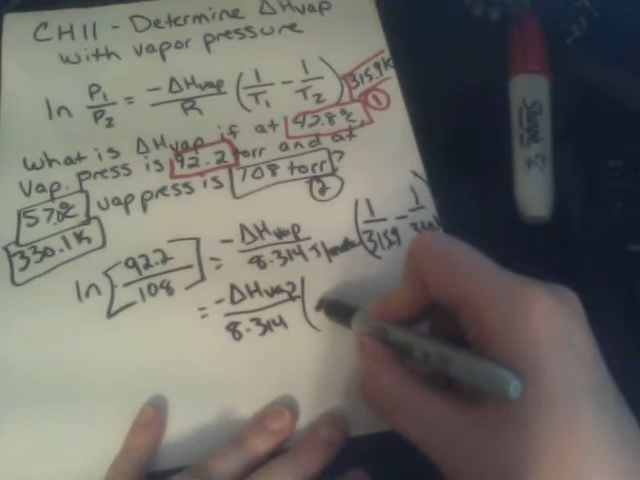 CH11 - Determine ΔHvap
with vapor pressure
ln P1/P2 = -ΔHvap/R (1/T1 - 1/T2) 315.9K
What is ΔHvap if at 42.8°C, ①
vap. press is 92.2 torr and at
57.0°C vap press is 108 torr? ②
330.1K
ln [92.2/108] = -ΔHvap/8.314 (1/315.9 - 1/
= -ΔHvap/8.314 (
Sharpie